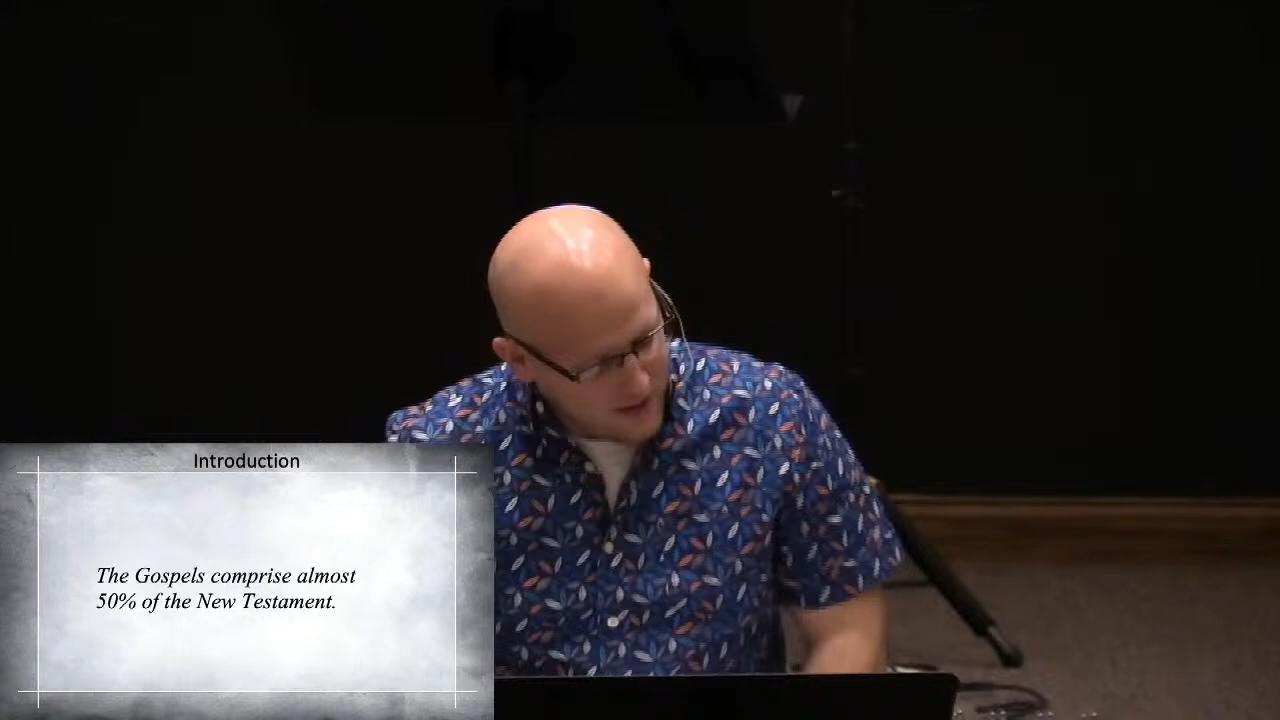 Introduction
The Gospels comprise almost
50% of the New Testament.